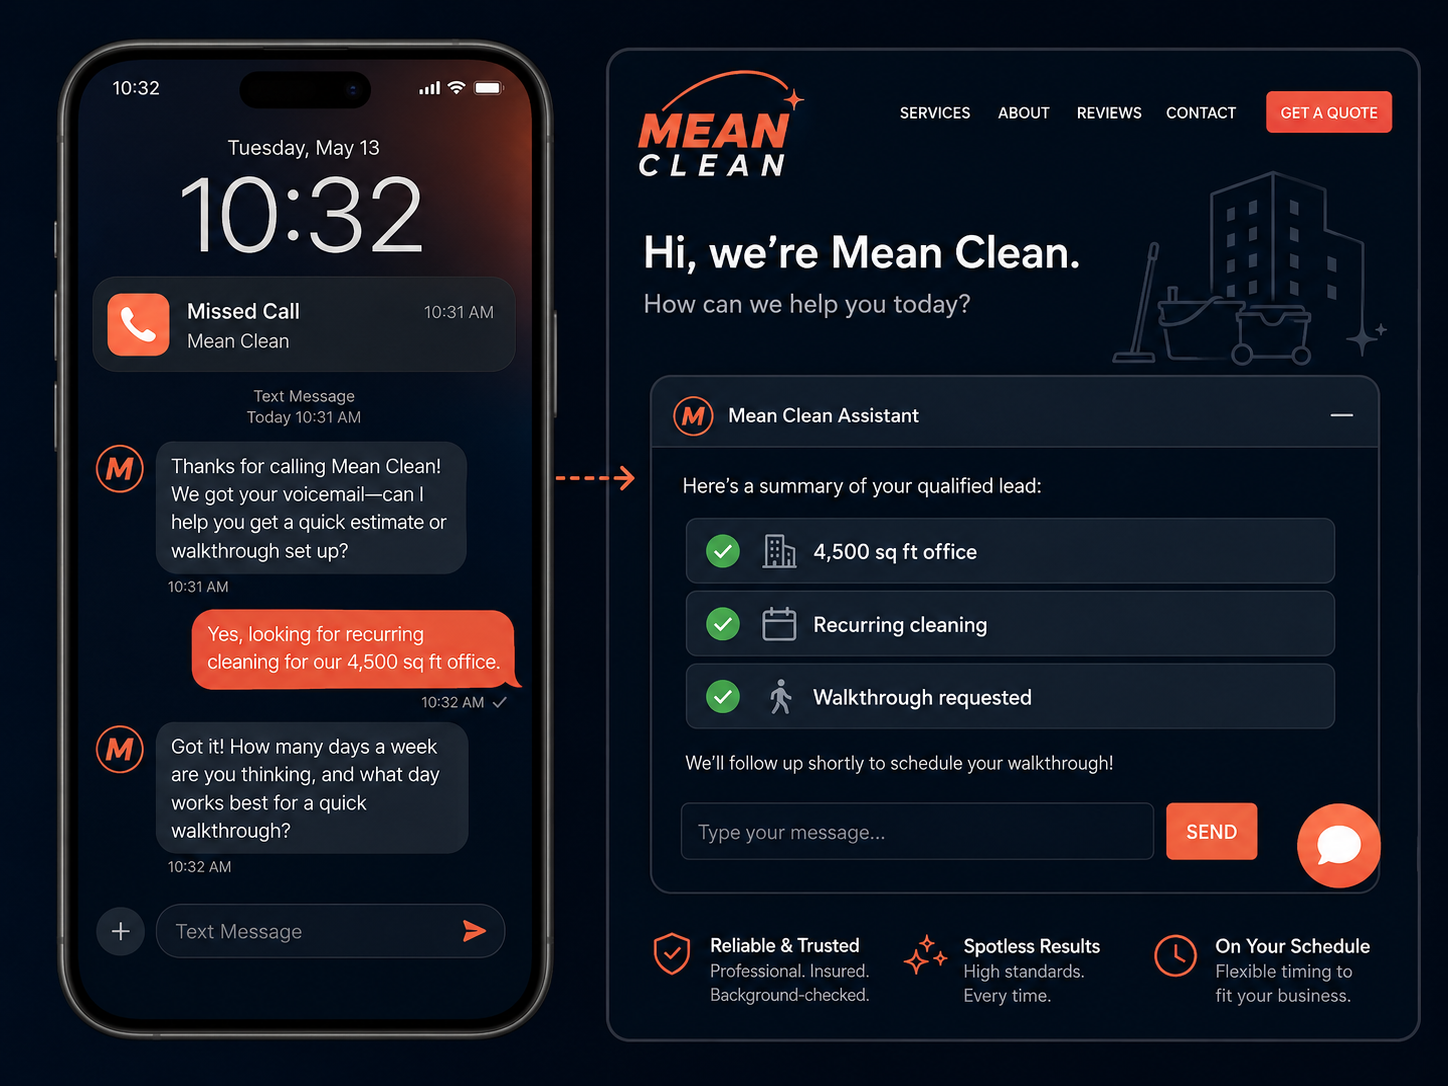 10:32
Tuesday, May 13
10:32
Missed Call
10:31 AM
Mean Clean
Text Message
Today 10:31 AM
M
Thanks for calling Mean Clean!
We got your voicemail—can I
help you get a quick estimate or
walkthrough set up?
10:31 AM
Yes, looking for recurring
cleaning for our 4,500 sq ft office.
10:32 AM
M
Got it! How many days a week
are you thinking, and what day
works best for a quick
walkthrough?
10:32 AM
Text Message
MEAN
CLEAN
SERVICES
ABOUT
REVIEWS
CONTACT
GET A QUOTE
Hi, we’re Mean Clean.
How can we help you today?
M
Mean Clean Assistant
Here’s a summary of your qualified lead:
4,500 sq ft office
Recurring cleaning
Walkthrough requested
We’ll follow up shortly to schedule your walkthrough!
Type your message...
SEND
Reliable & Trusted
Professional. Insured.
Background-checked.
Spotless Results
High standards.
Every time.
On Your Schedule
Flexible timing to
fit your business.